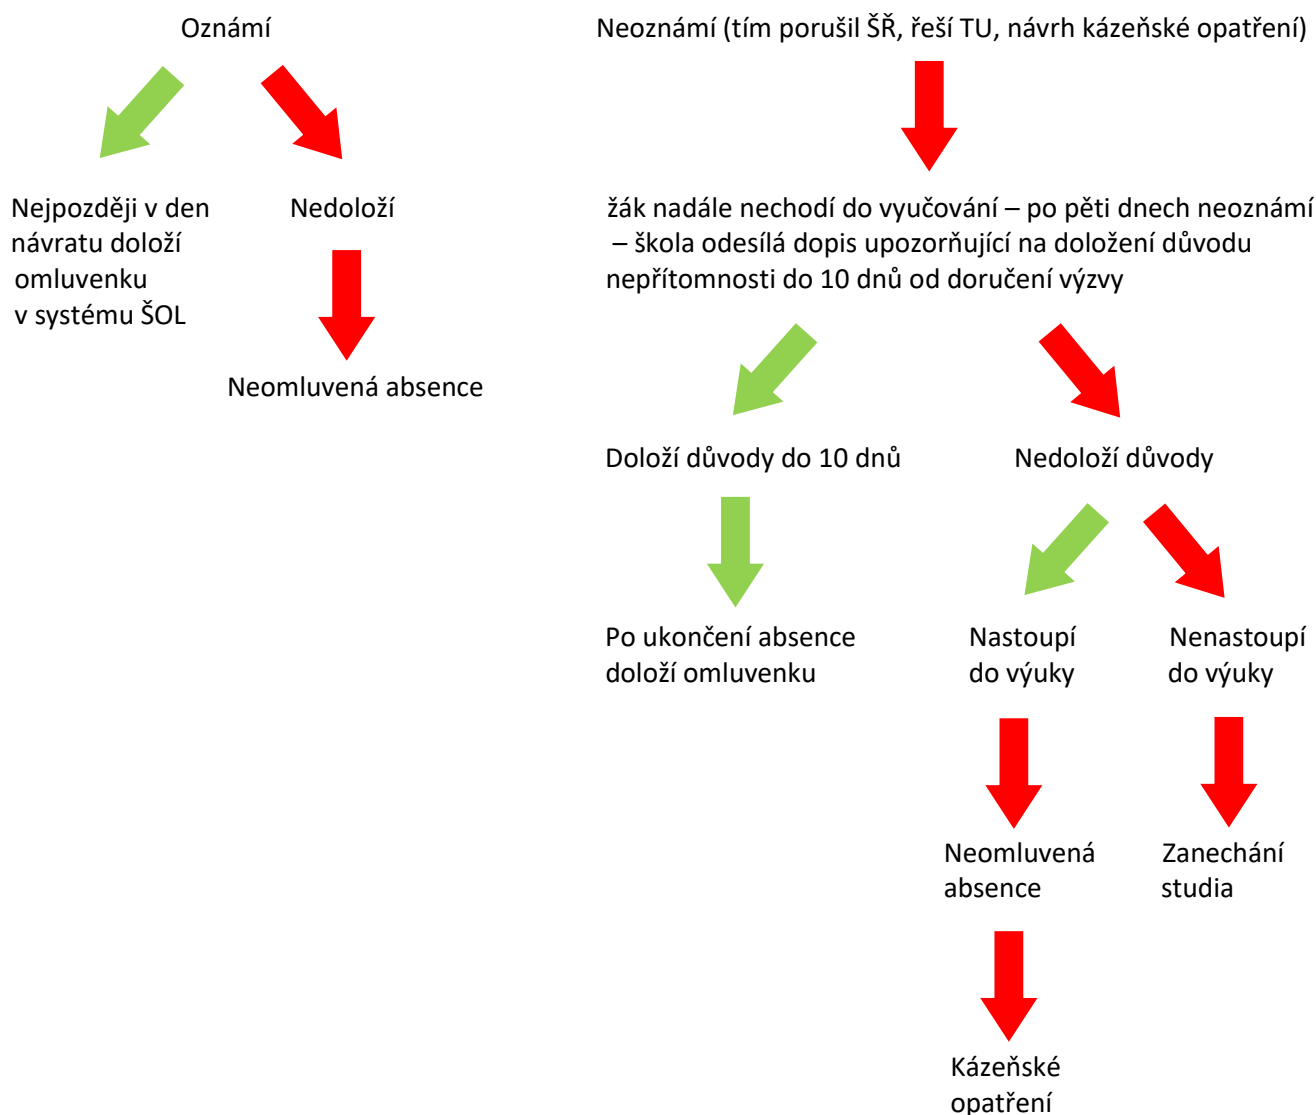 Oznámí
Neoznámí (tím porušil ŠŘ, řeší TU, návrh kázeňské opatření)
Nejpozději v den
návratu doloží
omluvenku
v systému ŠOL
Nedoloží
Neomluvená absence
žák nadále nechodí do vyučování – po pěti dnech neoznámí
– škola odesílá dopis upozorňující na doložení důvodu
nepřítomnosti do 10 dnů od doručení výzvy
Doloží důvody do 10 dnů
Nedoloží důvody
Po ukončení absence
doloží omluvenku
Nastoupí
do výuky
Nenastoupí
do výuky
Neomluvená
absence
Zanechání
studia
Kázeňské
opatření